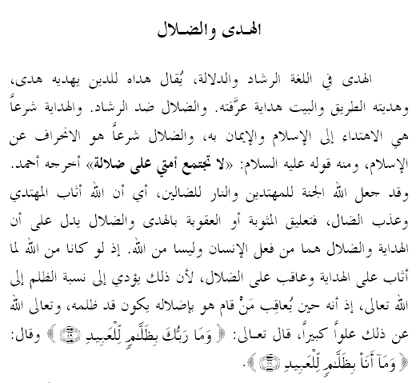 الهدى والضلال
الهدى في اللغة الرشاد والدلالة، يُقال هداه للدين يهديه هدى،
وهديته الطريق والبيت هداية عرَّفته. والضلال ضد الرشاد. والهداية شرعاً
هي الاهتداء إلى الإسلام والإيمان به، والضلال شرعاً هو الانحراف عن
الإسلام، ومنه قوله عليه السلام: «لا تجتمع أمتي على ضلالة» أخرجه أحمد.
وقد جعل الله الجنة للمهتدين والنار للضالين، أي أن الله أثاب المهتدي
وعذب الضال، فتعليق المثوبة أو العقوبة بالهدى والضلال يدل على أن
الهداية والضلال هما من فعل الإنسان وليسا من الله. إذ لو كانا من الله لما
أثاب على الهداية وعاقب على الضلال، لأن ذلك يؤدي إلى نسبة الظلم إلى
الله تعالى، إذ أنه حين يُعاقِب مَنْ قام هو بإضلاله يكون قد ظلمه، وتعالى الله
عن ذلك علواً كبيراً، قال تعالى: ﴿ وَمَا رَبُّكَ بِظَلَّٰمٖ لِّلْعَبِيدِ ﴾ وقال:
﴿ وَمَآ أَنَا۠ بِظَلَّٰمٖ لِّلْعَبِيدِ ﴾.